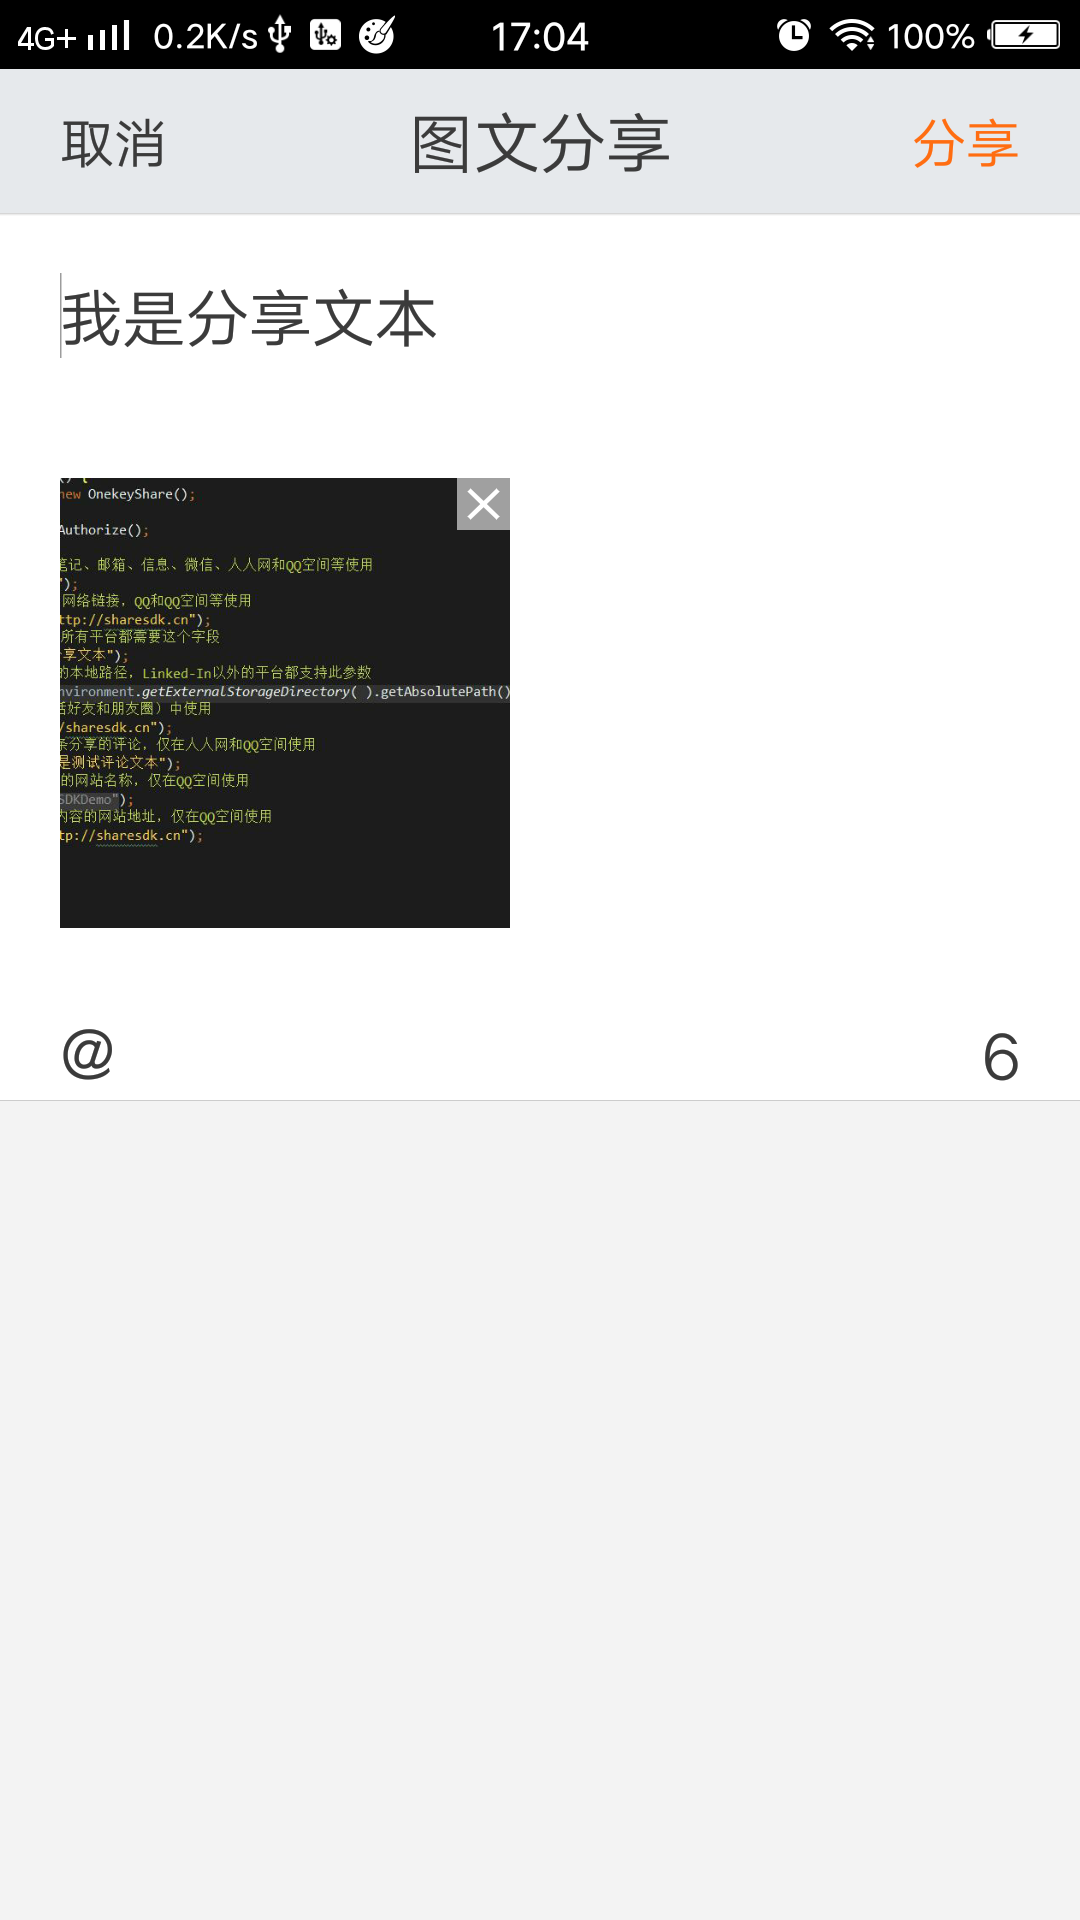 4G+ 0.2K/s 17:04 100%
取消 图文分享 分享
我是分享文本
() {
new OnekeyShare();
Authorize();
笔记、邮箱、信息、微信、人人网和QQ空间等使用
");
网络链接，QQ和QQ空间等使用
ttp://sharesdk.cn");
所有平台都需要这个字段
享文本");
的本地路径，Linked-In以外的平台都支持此参数
nvironment.getExternalStorageDirectory( ).getAbsolutePath()
括好友和朋友圈）中使用
/sharesdk.cn");
条分享的评论，仅在人人网和QQ空间使用
是测试评论文本");
的网站名称，仅在QQ空间使用
SDKDemo");
内容的网站地址，仅在QQ空间使用
tp://sharesdk.cn");
@ 6